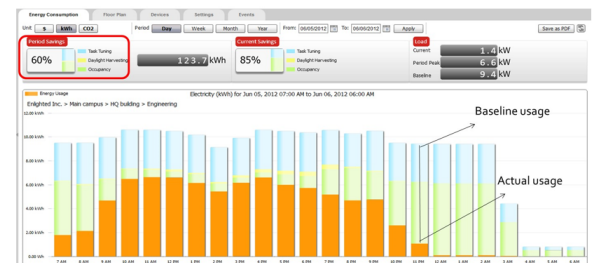 Energy Consumption Floor Plan Devices Settings Events
Unit $ kWh CO2 Period Day Week Month Year From: 06/05/2012 To: 06/06/2012 Apply Save as PDF
Period Savings Current Savings Load
60% Task Tuning Daylight Harvesting Occupancy 123.7 kWh 85% Task Tuning Daylight Harvesting Occupancy
Current 1.4 kW
Period Peak 6.6 kW
Baseline 9.4 kW
Energy Usage Electricity (kWh) for Jun 05, 2012 07:00 AM to Jun 06, 2012 06:00 AM
Enlighted Inc. > Main campus > HQ building > Engineering
Baseline usage
Actual usage
12.00 kWh
8.00 kWh
6.00 kWh
4.00 kWh
2.00 kWh
0.00 kWh
7 AM 8 AM 9 AM 10 AM 11 AM 12 PM 1 PM 2 PM 3 PM 4 PM 5 PM 6 PM 7 PM 8 PM 9 PM 10 PM 11 PM 12 AM 1 AM 2 AM 3 AM 4 AM 5 AM 6 AM